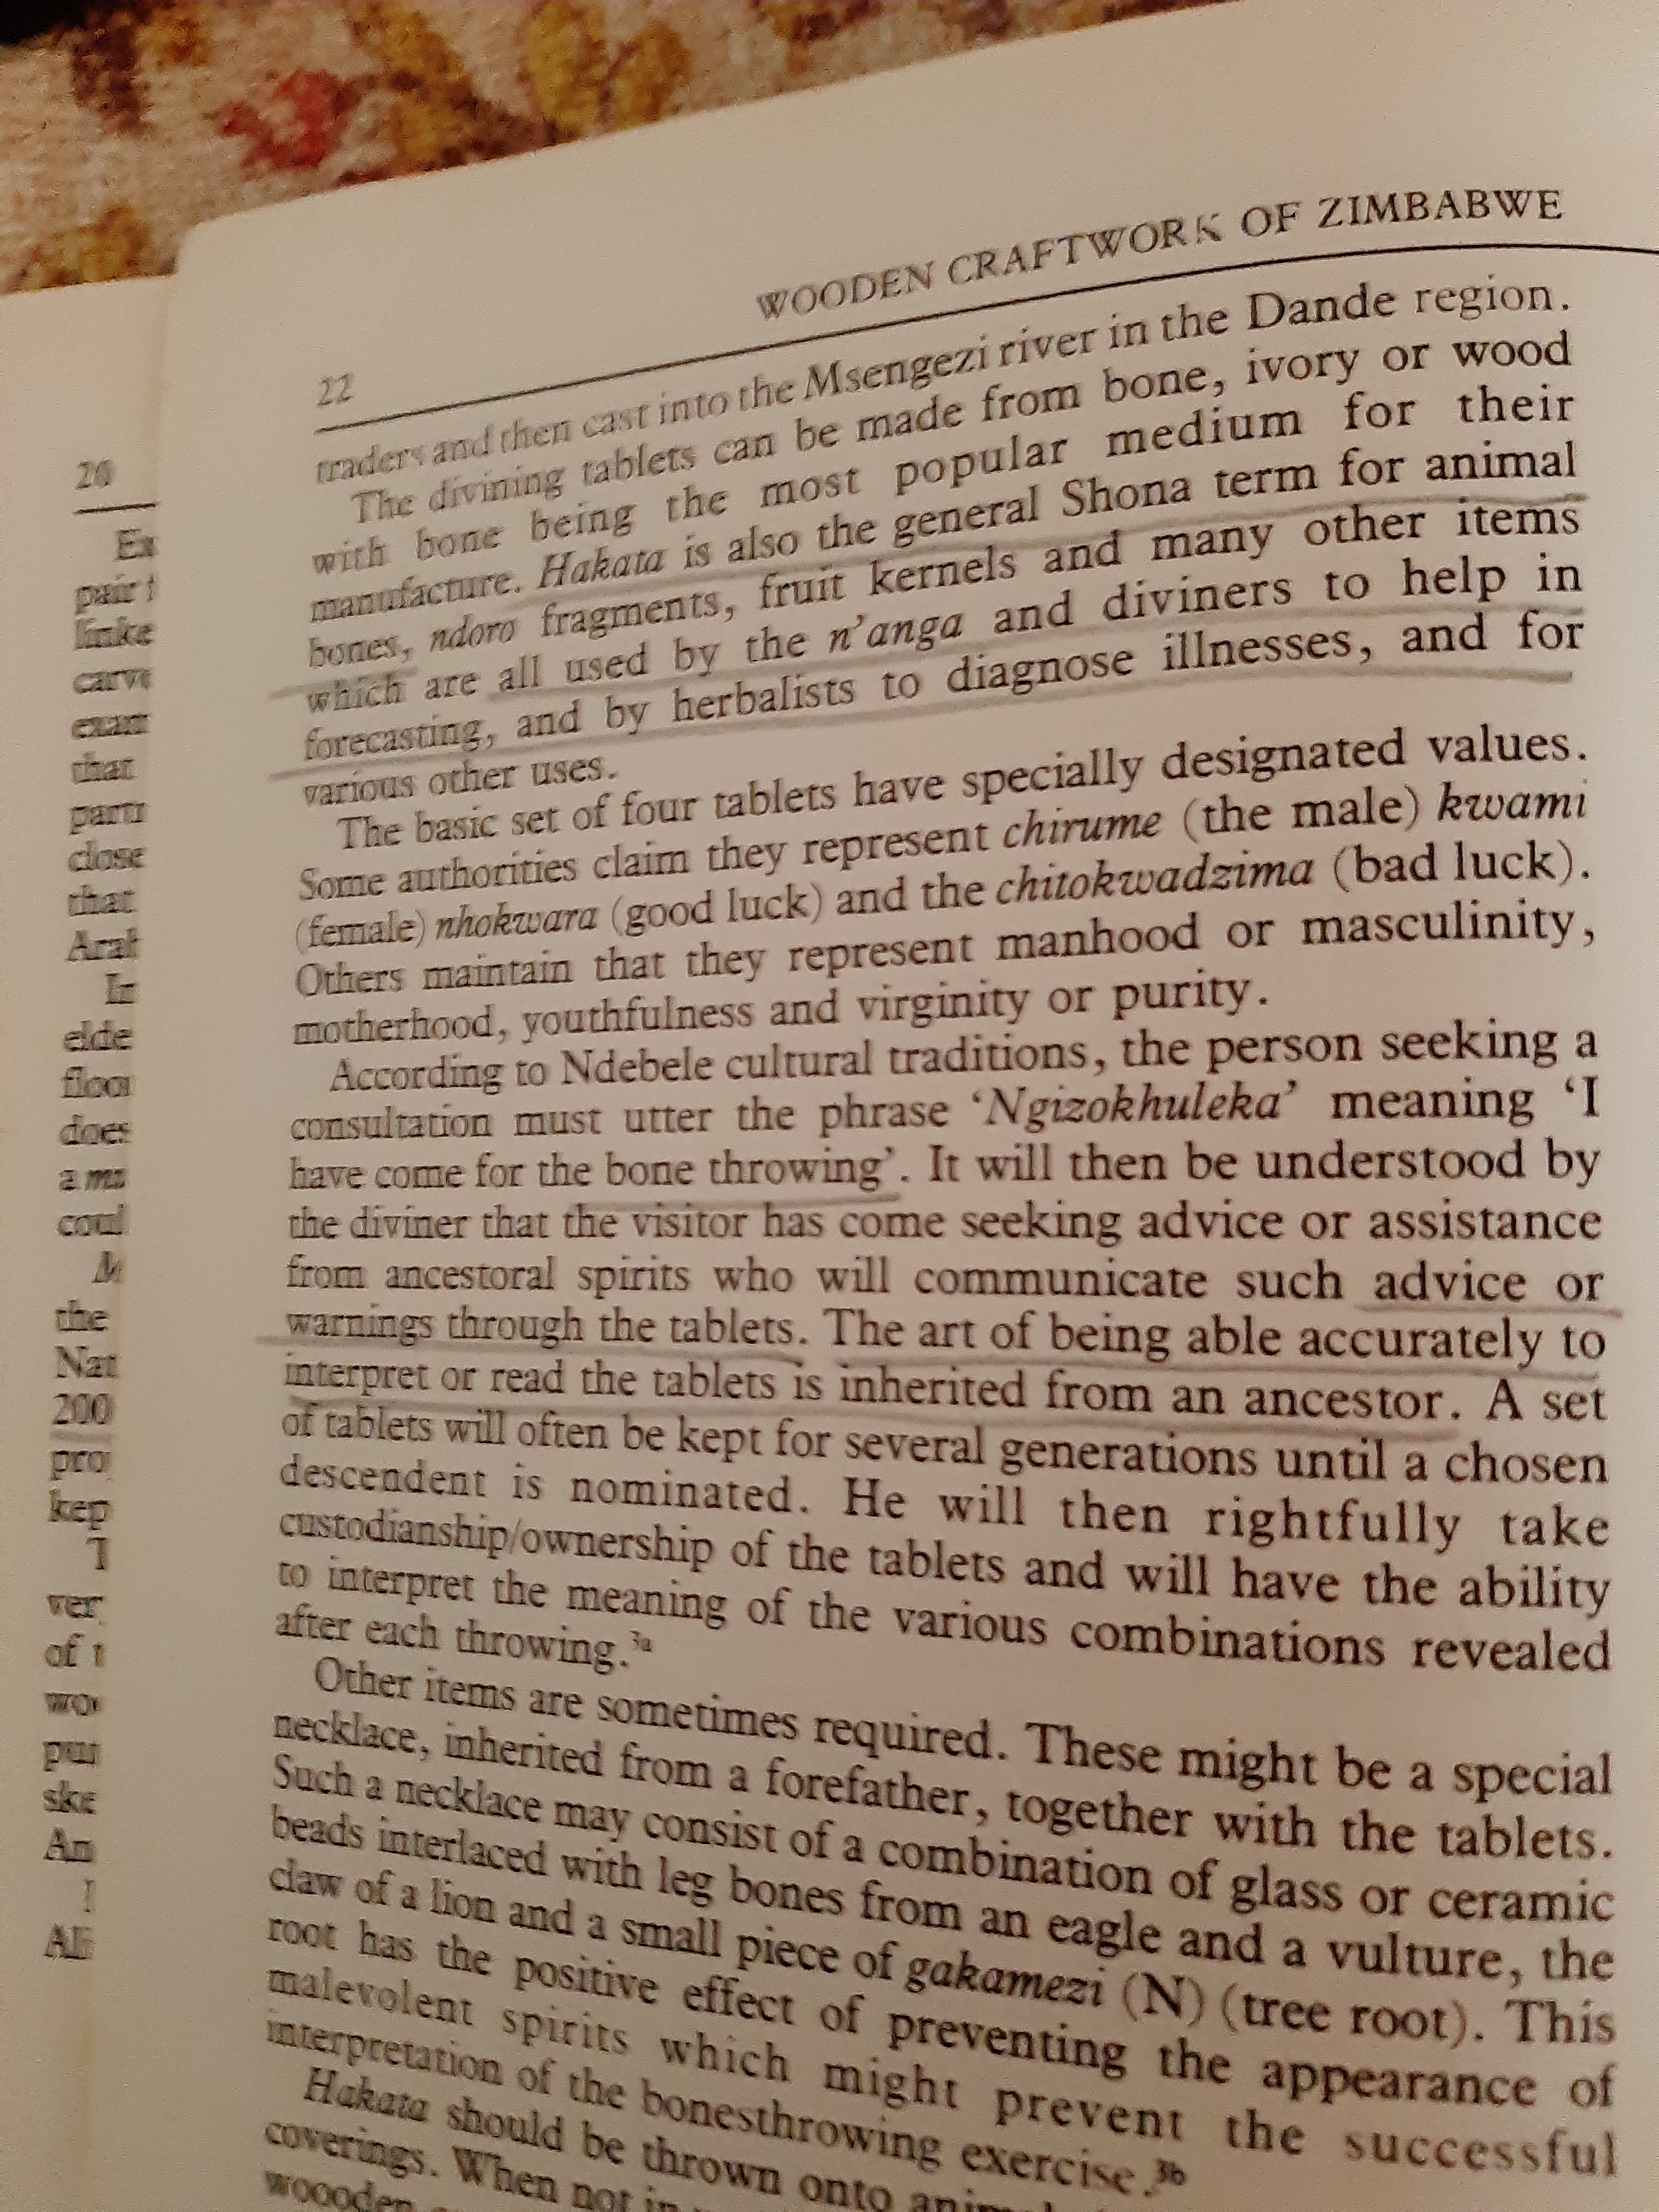 WOODEN CRAFTWORK OF ZIMBABWE
22
traders and then cast into the Msengezi river in the Dande region.
The divining tablets can be made from bone, ivory or wood
with bone being the most popular medium for their
manufacture. Hakata is also the general Shona term for animal
bones, ndoro fragments, fruit kernels and many other items
which are all used by the n'anga and diviners to help in
forecasting, and by herbalists to diagnose illnesses, and for
various other uses.
The basic set of four tablets have specially designated values.
Some authorities claim they represent chirume (the male) kwami
(female) nhokwara (good luck) and the chitokwadzima (bad luck).
Others maintain that they represent manhood or masculinity,
motherhood, youthfulness and virginity or purity.
According to Ndebele cultural traditions, the person seeking a
consultation must utter the phrase 'Ngizokhuleka' meaning 'I
have come for the bone throwing'. It will then be understood by
the diviner that the visitor has come seeking advice or assistance
from ancestoral spirits who will communicate such advice or
warnings through the tablets. The art of being able accurately to
interpret or read the tablets is inherited from an ancestor. A set
of tablets will often be kept for several generations until a chosen
descendent is nominated. He will then rightfully take
custodianship/ownership of the tablets and will have the ability
to interpret the meaning of the various combinations revealed
after each throwing.3a
Other items are sometimes required. These might be a special
necklace, inherited from a forefather, together with the tablets.
Such a necklace may consist of a combination of glass or ceramic
beads interlaced with leg bones from an eagle and a vulture, the
claw of a lion and a small piece of gakamezi (N) (tree root). This
root has the positive effect of preventing the appearance of
malevolent spirits which might prevent the successful
interpretation of the bonesthrowing exercise.3b
Hakata should be thrown onto
coverings. When not in
woooden
20
pair
that
close
that
does
the
200
of